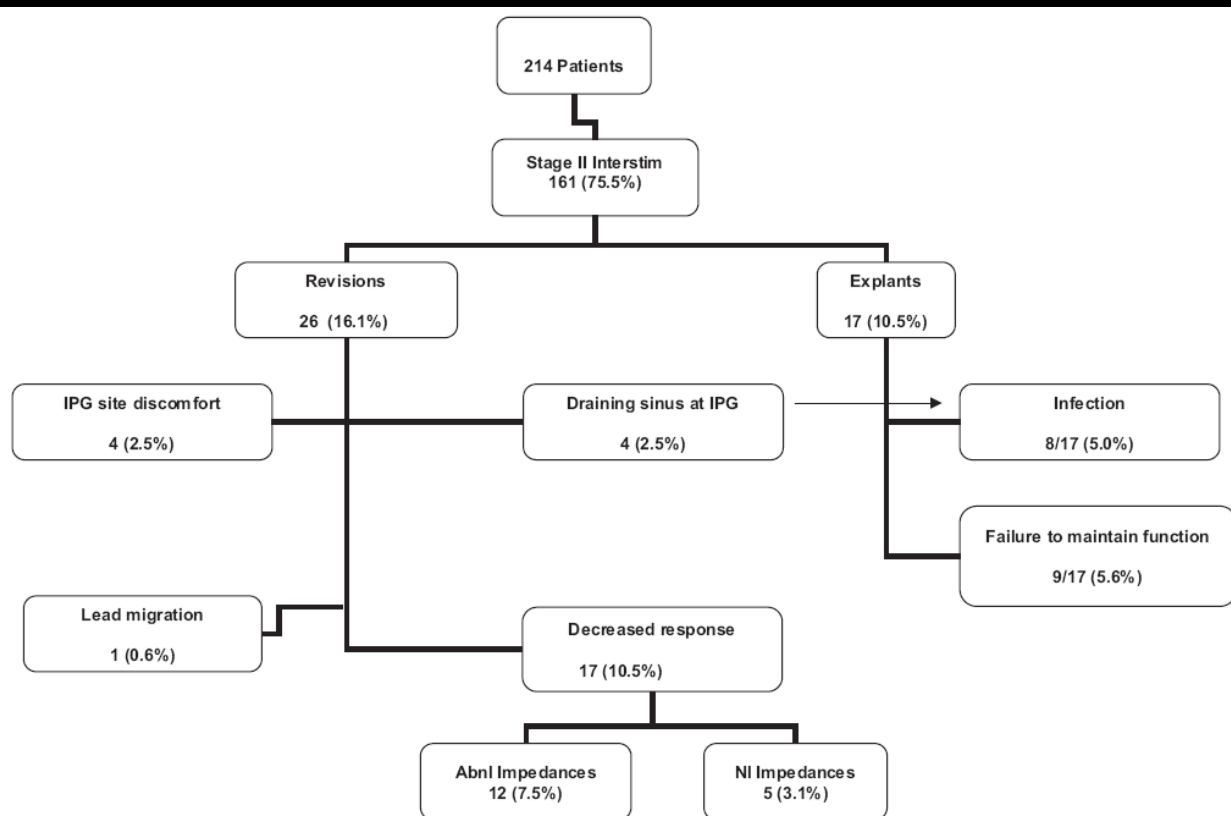 214 Patients
Stage II Interstim
161 (75.5%)
Revisions
26 (16.1%)
Explants
17 (10.5%)
IPG site discomfort
4 (2.5%)
Draining sinus at IPG
4 (2.5%)
Infection
8/17 (5.0%)
Failure to maintain function
9/17 (5.6%)
Lead migration
1 (0.6%)
Decreased response
17 (10.5%)
Abnl Impedances
12 (7.5%)
Nl Impedances
5 (3.1%)